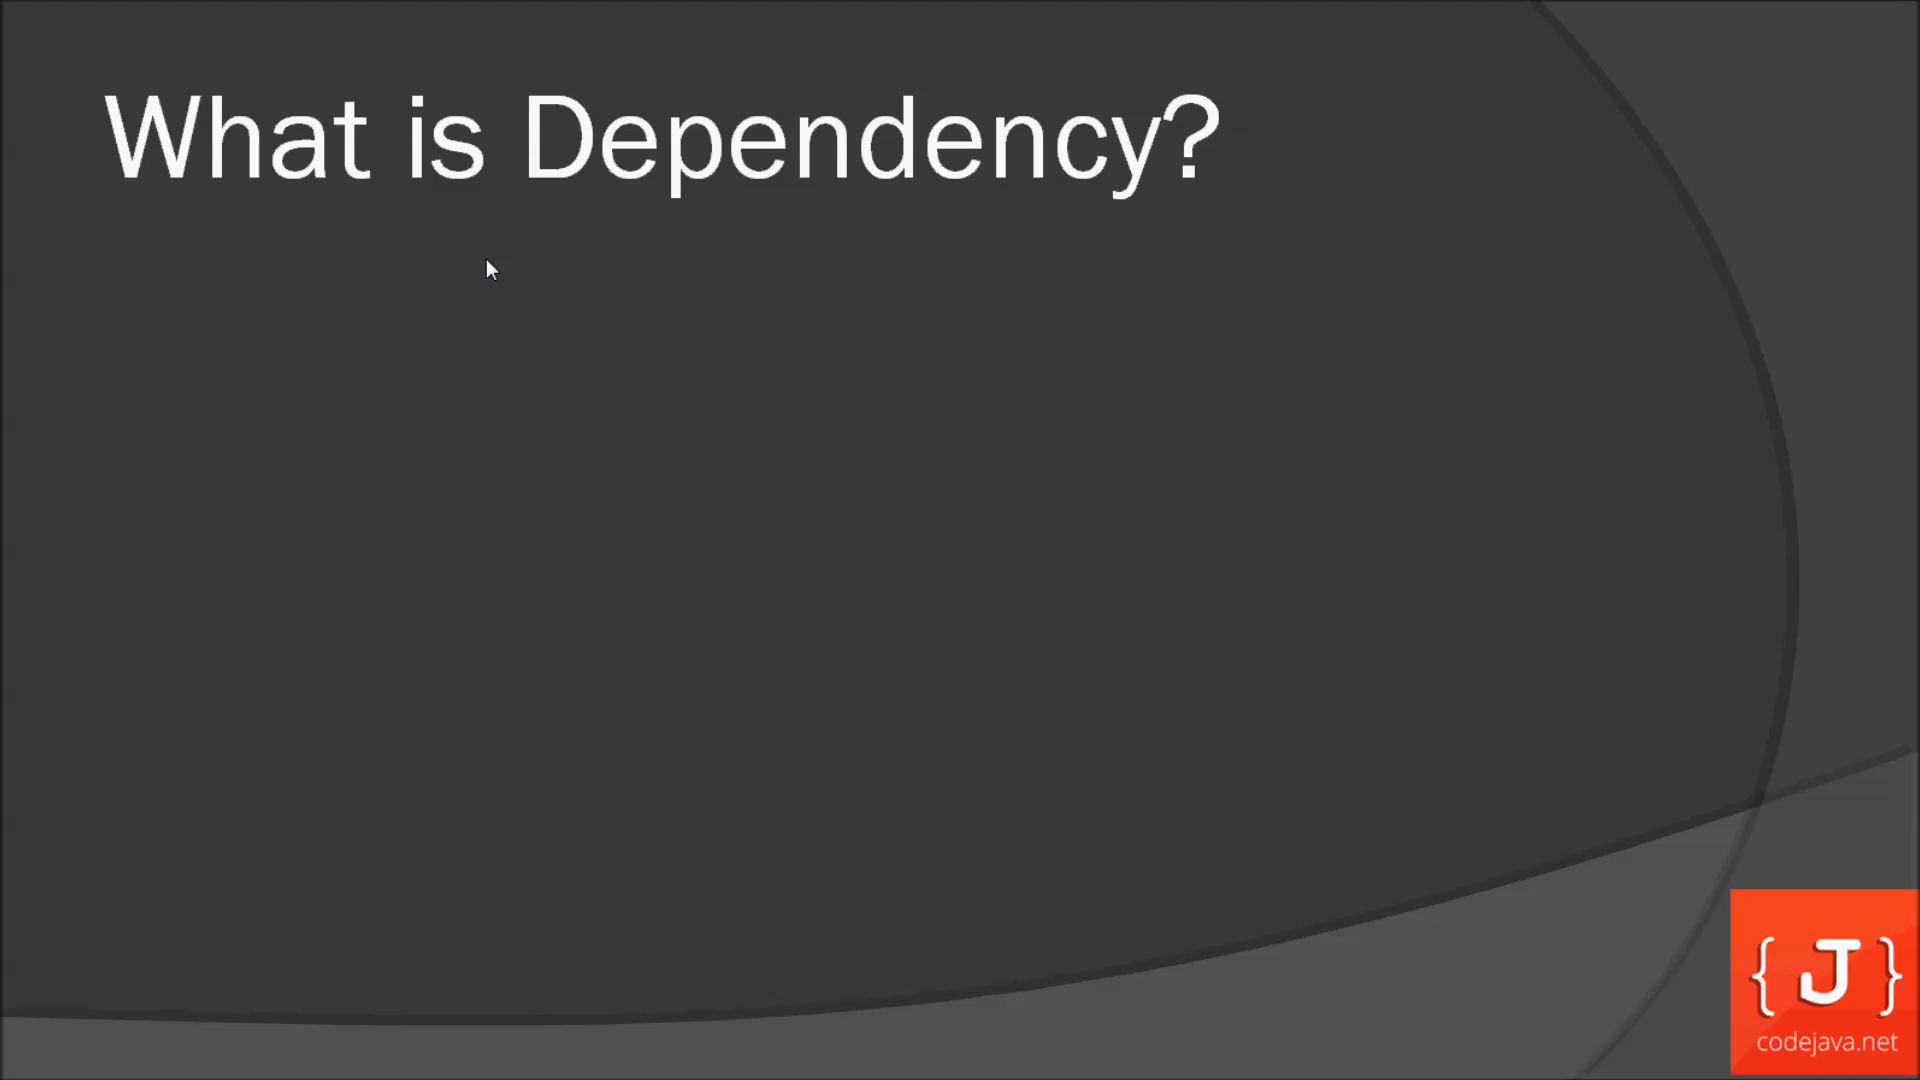 What is Dependency?
{ J }
codejava.net